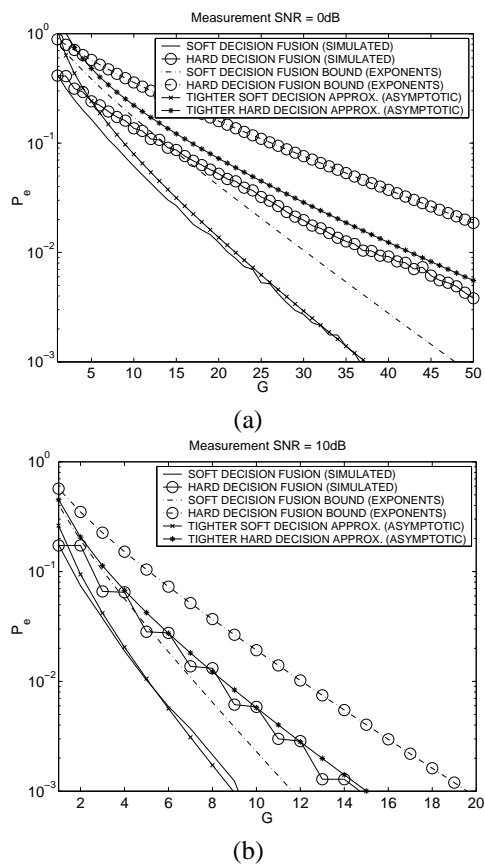 Measurement SNR = 0dB
SOFT DECISION FUSION (SIMULATED)
HARD DECISION FUSION (SIMULATED)
SOFT DECISION FUSION BOUND (EXPONENTS)
HARD DECISION FUSION BOUND (EXPONENTS)
TIGHTER SOFT DECISION APPROX. (ASYMPTOTIC)
TIGHTER HARD DECISION APPROX. (ASYMPTOTIC)
10^0
10^-1
10^-2
10^-3
P_e
5 10 15 20 25 30 35 40 45 50
G
(a)
Measurement SNR = 10dB
SOFT DECISION FUSION (SIMULATED)
HARD DECISION FUSION (SIMULATED)
SOFT DECISION FUSION BOUND (EXPONENTS)
HARD DECISION FUSION BOUND (EXPONENTS)
TIGHTER SOFT DECISION APPROX. (ASYMPTOTIC)
TIGHTER HARD DECISION APPROX. (ASYMPTOTIC)
10^0
10^-1
10^-2
10^-3
P_e
2 4 6 8 10 12 14 16 18 20
G
(b)